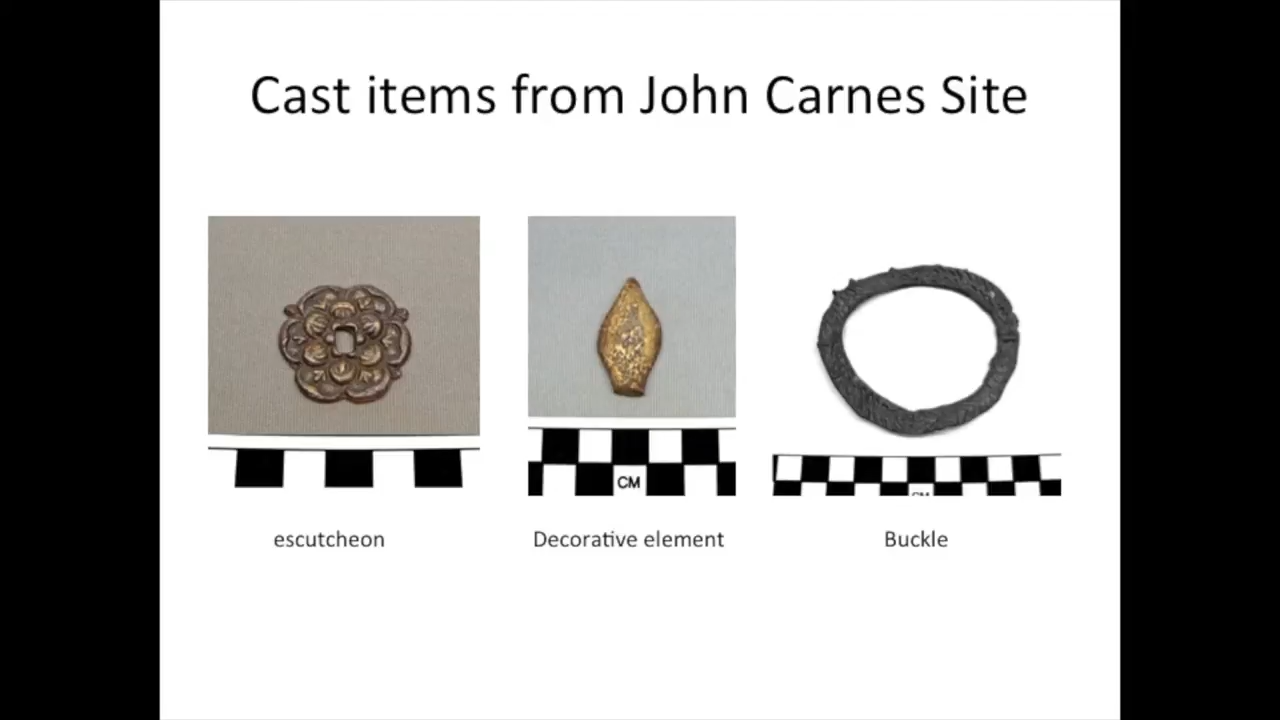 Cast items from John Carnes Site
CM
CM
escutcheon
Decorative element
Buckle